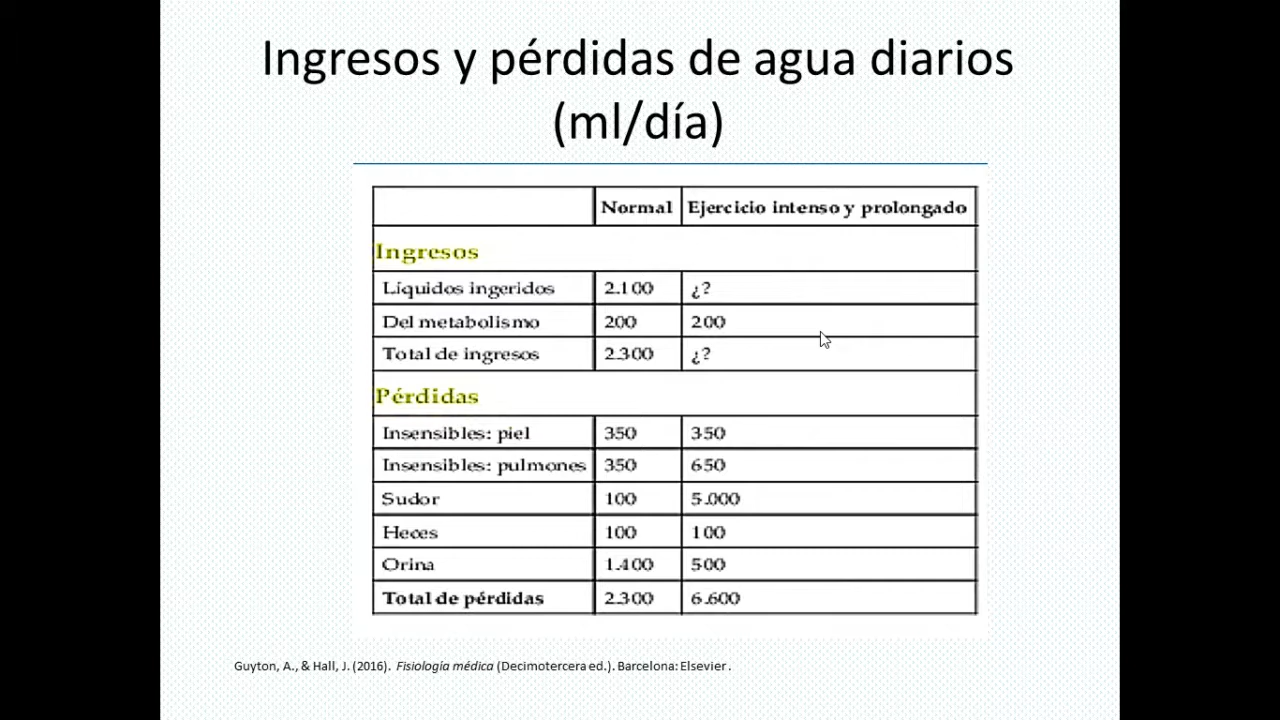 Ingresos y pérdidas de agua diarios
(ml/día)
Normal Ejercicio intenso y prolongado
Ingresos
Líquidos ingeridos 2.100 ¿?
Del metabolismo 200 200
Total de ingresos 2.300 ¿?
Pérdidas
Insensibles: piel 350 350
Insensibles: pulmones 350 650
Sudor 100 5.000
Heces 100 100
Orina 1.400 500
Total de pérdidas 2.300 6.600
Guyton, A., & Hall, J. (2016). Fisiología médica (Decimotercera ed.). Barcelona: Elsevier .